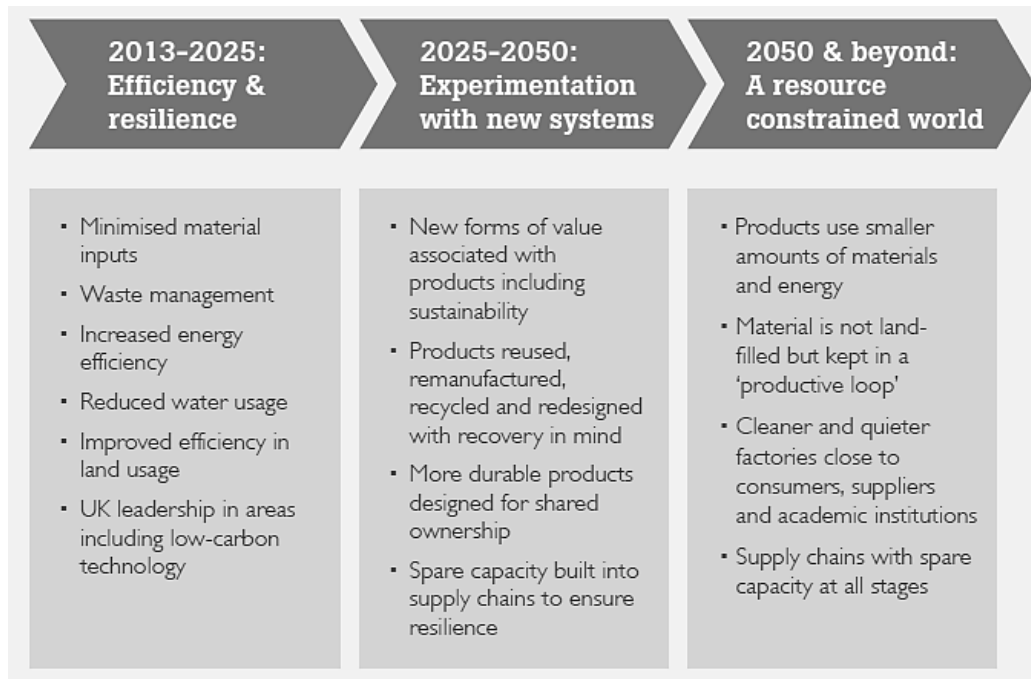 2013–2025:
Efficiency &
resilience
▪ Minimised material
inputs
▪ Waste management
▪ Increased energy
efficiency
▪ Reduced water usage
▪ Improved efficiency in
land usage
▪ UK leadership in areas
including low-carbon
technology
2025–2050:
Experimentation
with new systems
▪ New forms of value
associated with
products including
sustainability
▪ Products reused,
remanufactured,
recycled and redesigned
with recovery in mind
▪ More durable products
designed for shared
ownership
▪ Spare capacity built into
supply chains to ensure
resilience
2050 & beyond:
A resource
constrained world
▪ Products use smaller
amounts of materials
and energy
▪ Material is not land-
filled but kept in a
‘productive loop’
▪ Cleaner and quieter
factories close to
consumers, suppliers
and academic institutions
▪ Supply chains with spare
capacity at all stages